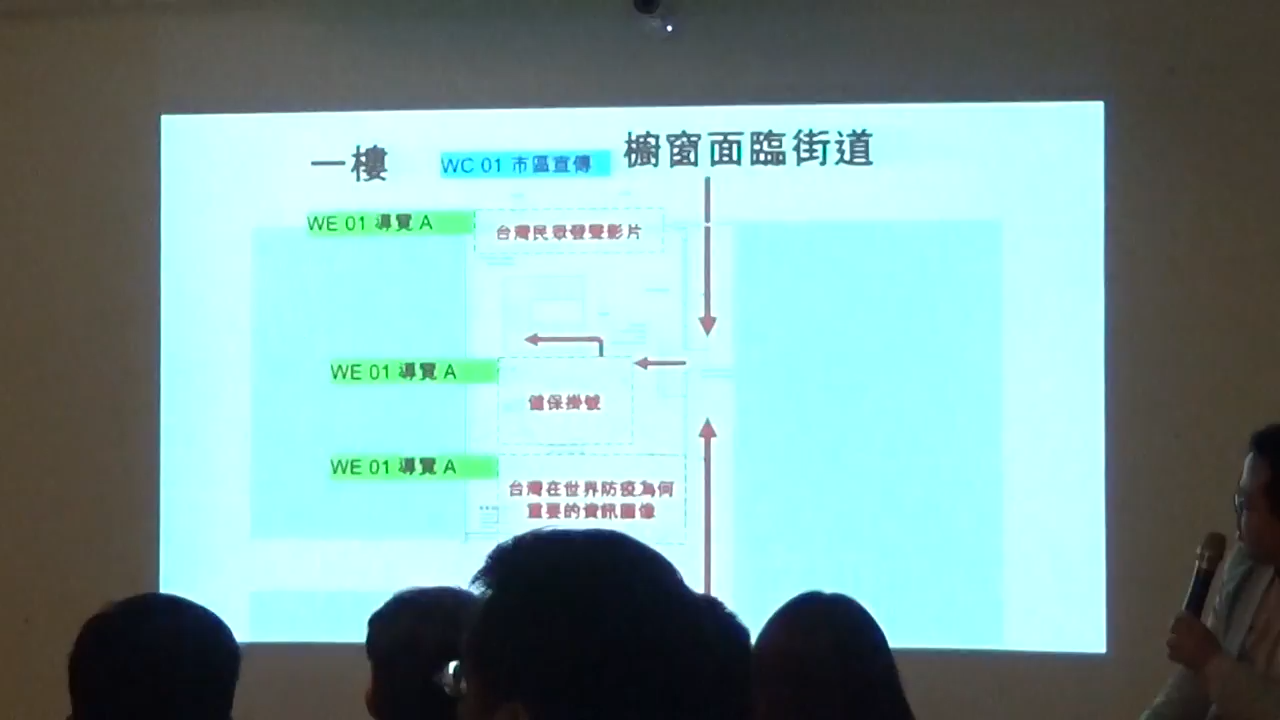 一樓
WC 01 市區宣傳
櫥窗面臨街道
WE 01 導覽 A
台灣民眾發聲影片
WE 01 導覽 A
健保掛號
WE 01 導覽 A
台灣在世界防疫為何
重要的資訊圖像